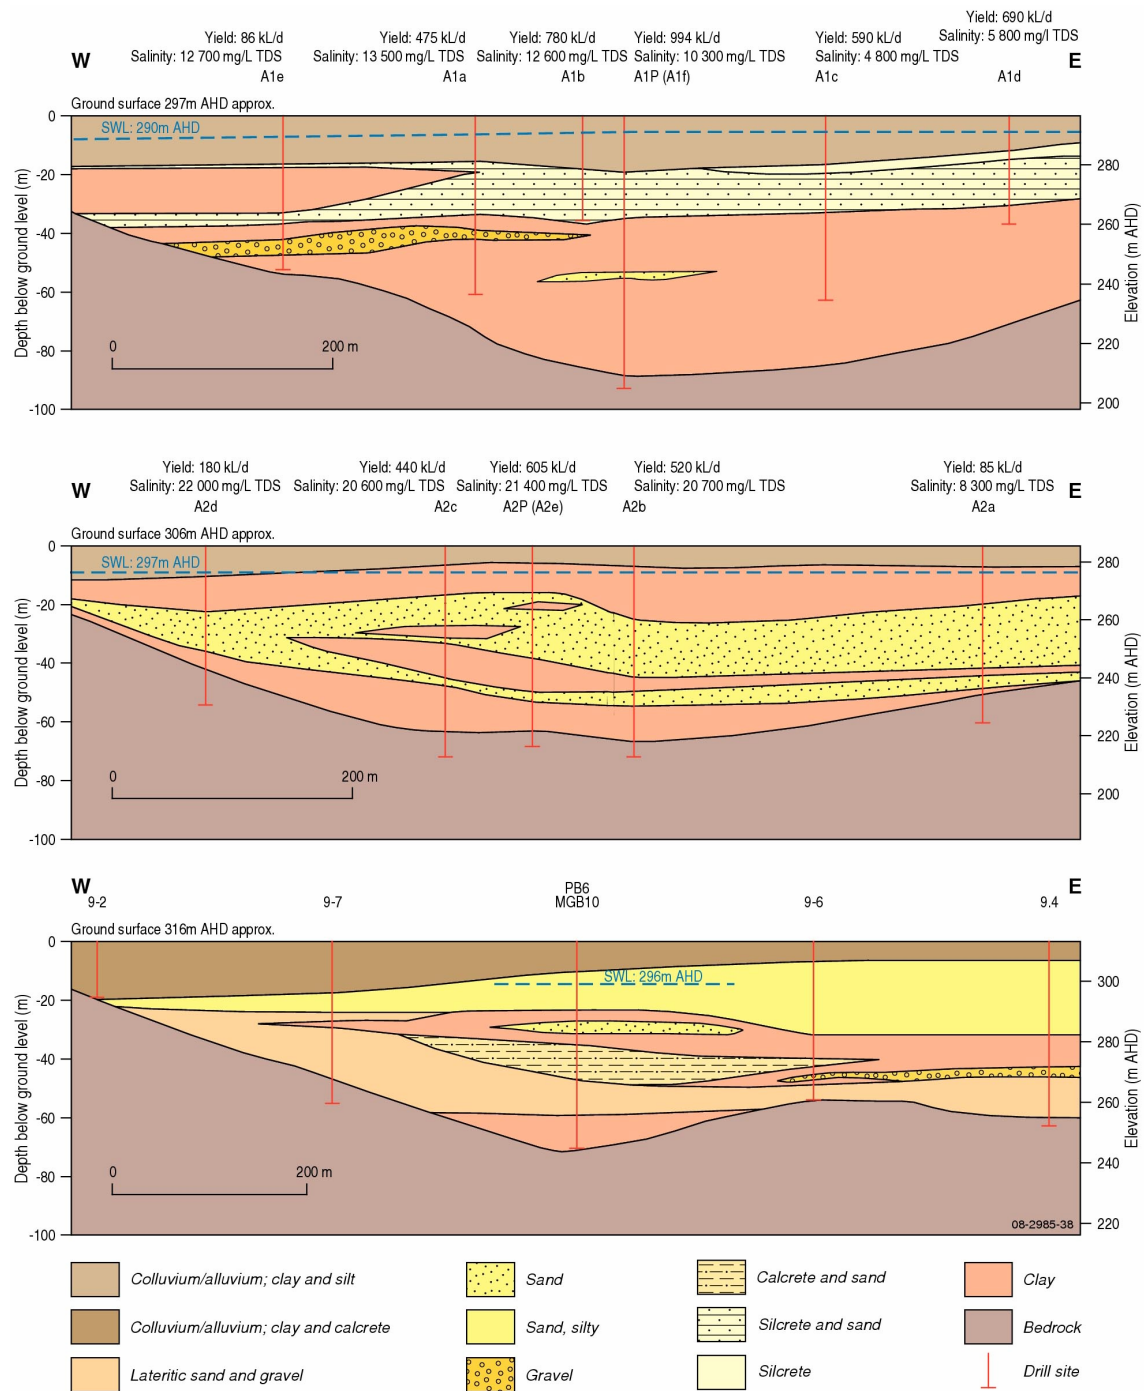 Yield: 690 kL/d
Yield: 86 kL/d Yield: 475 kL/d Yield: 780 kL/d Yield: 994 kL/d Yield: 590 kL/d Salinity: 5 800 mg/l TDS
W Salinity: 12 700 mg/L TDS Salinity: 13 500 mg/L TDS Salinity: 12 600 mg/L TDS Salinity: 10 300 mg/L TDS Salinity: 4 800 mg/L TDS E
A1e A1a A1b A1P (A1f) A1c A1d
Ground surface 297m AHD approx.
0
SWL: 290m AHD
-20 280
-40 260
-60 240
-80 220
-100 200
0 200 m
Depth below ground level (m)
Elevation (m AHD)
Yield: 180 kL/d Yield: 440 kL/d Yield: 605 kL/d Yield: 520 kL/d Yield: 85 kL/d
W Salinity: 22 000 mg/L TDS Salinity: 20 600 mg/L TDS Salinity: 21 400 mg/L TDS Salinity: 20 700 mg/L TDS Salinity: 8 300 mg/L TDS E
A2d A2c A2P (A2e) A2b A2a
Ground surface 306m AHD approx.
0 280
SWL: 297m AHD
-20 260
-40 240
-60 220
-80 200
-100
0 200 m
Depth below ground level (m)
Elevation (m AHD)
W PB6 E
9-2 9-7 MGB10 9-6 9.4
Ground surface 316m AHD approx.
0
SWL: 296m AHD
300
-20
-40 280
-60 260
-80 240
-100 220
0 200 m
Depth below ground level (m)
Elevation (m AHD)
08-2985-38
Colluvium/alluvium; clay and silt Sand Calcrete and sand Clay
Colluvium/alluvium; clay and calcrete Sand, silty Silcrete and sand Bedrock
Lateritic sand and gravel Gravel Silcrete Drill site